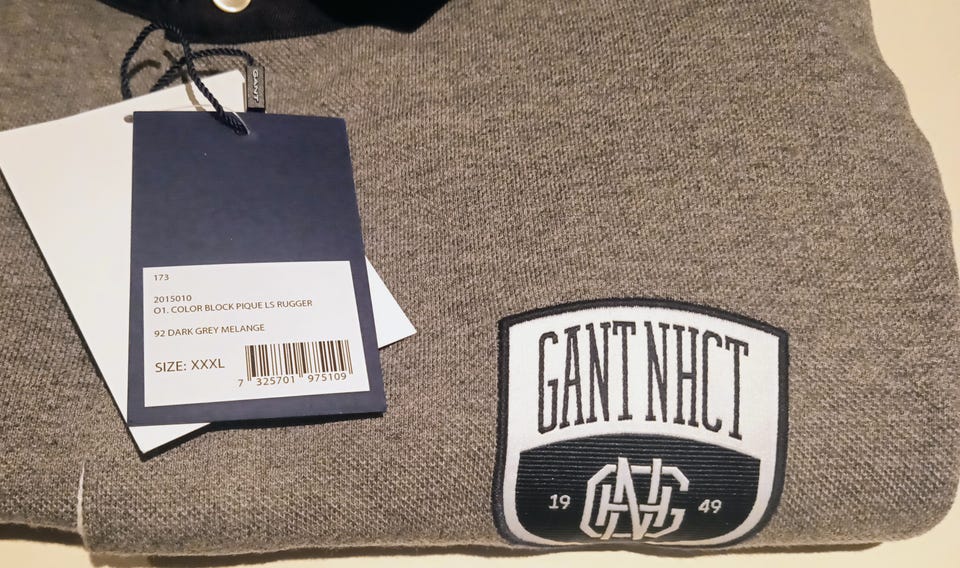 GANT
173
2015010
O1. COLOR BLOCK PIQUE LS RUGGER
92 DARK GREY MELANGE
SIZE: XXXL
7 325701 975109
GANT NHCT
19 49